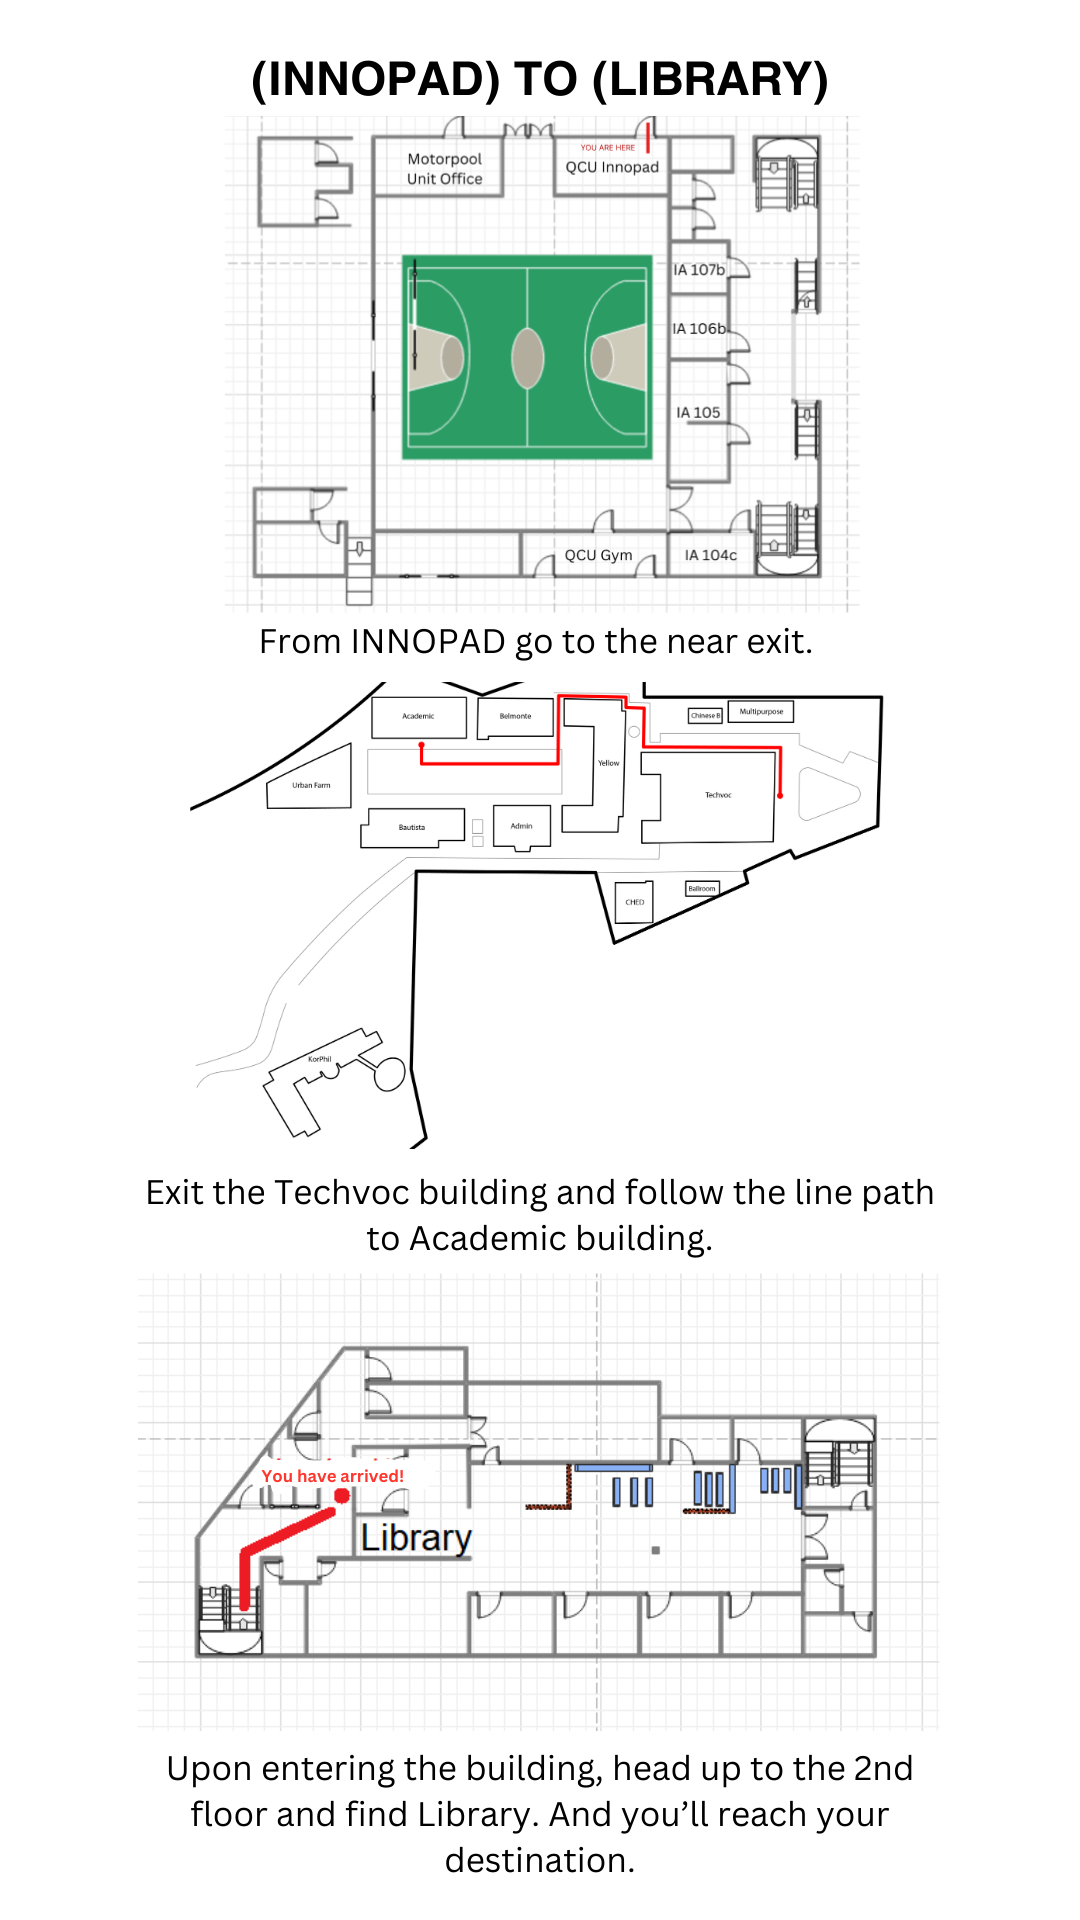 (INNOPAD) TO (LIBRARY)
Motorpool
Unit Office
YOU ARE HERE
QCU Innopad
IA 107b
IA 106b
IA 105
QCU Gym
IA 104c
From INNOPAD go to the near exit.
Academic
Belmonte
Chinese B
Multipurpose
Yellow
Urban Farm
Techvoc
Bautista
Admin
CHED
Ballroom
KorPhil
Exit the Techvoc building and follow the line path
to Academic building.
You have arrived!
Library
Upon entering the building, head up to the 2nd
floor and find Library. And you’ll reach your
destination.